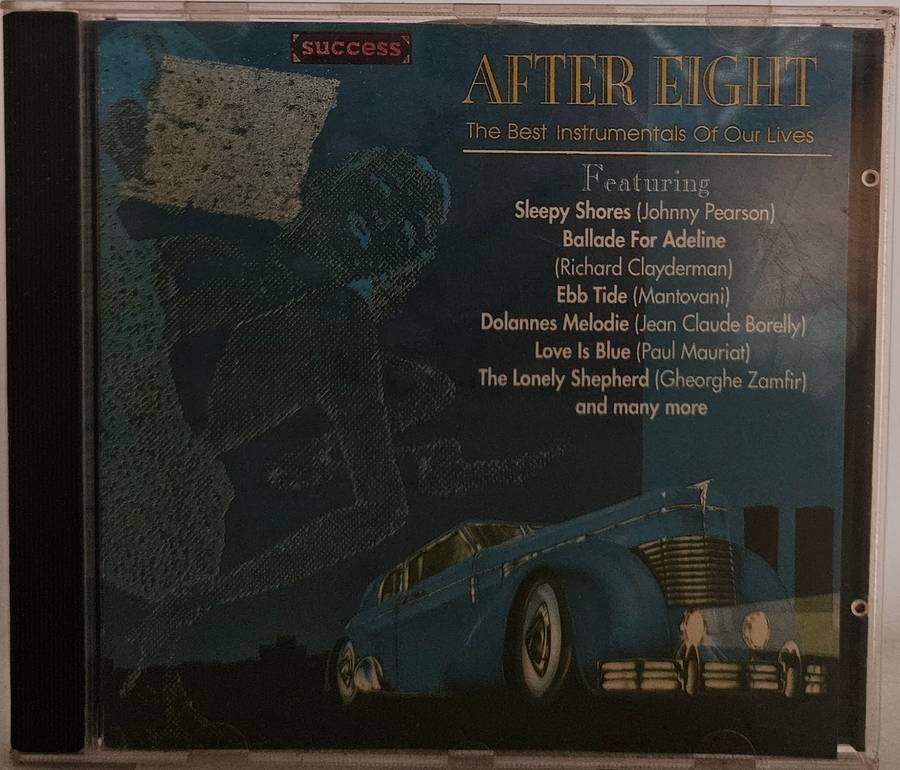 success
AFTER EIGHT
The Best Instrumentals Of Our Lives
Featuring
Sleepy Shores (Johnny Pearson)
Ballade For Adeline
(Richard Clayderman)
Ebb Tide (Mantovani)
Dolannes Melodie (Jean Claude Borelly)
Love Is Blue (Paul Mauriat)
The Lonely Shepherd (Gheorghe Zamfir)
and many more